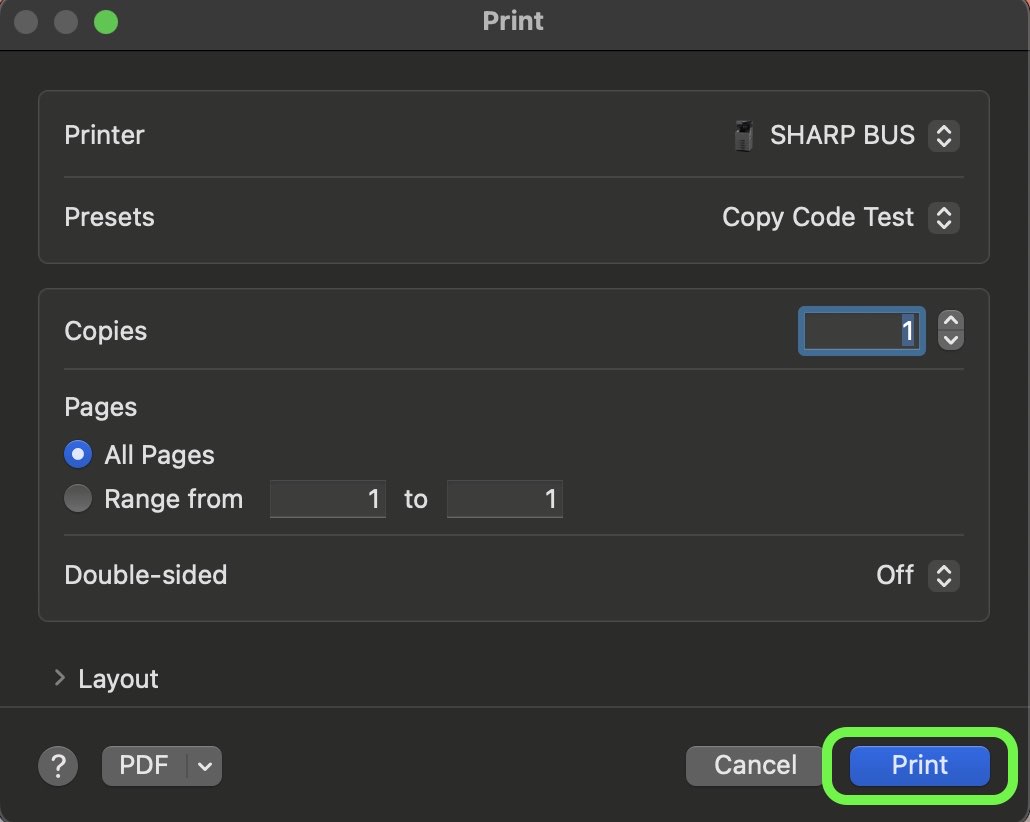 Print
Printer SHARP BUS
Presets Copy Code Test
Copies 1
Pages
All Pages
Range from 1 to 1
Double-sided Off
Layout
? PDF Cancel Print